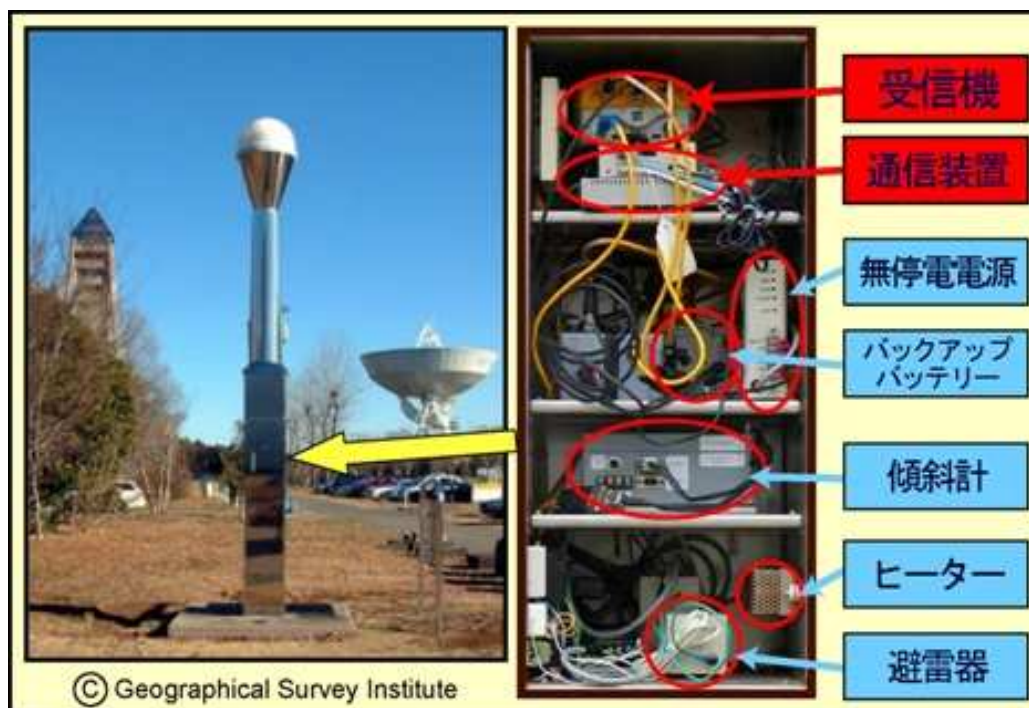 受信機
通信装置
無停電電源
バックアップ
バッテリー
傾斜計
ヒーター
避雷器
© Geographical Survey Institute